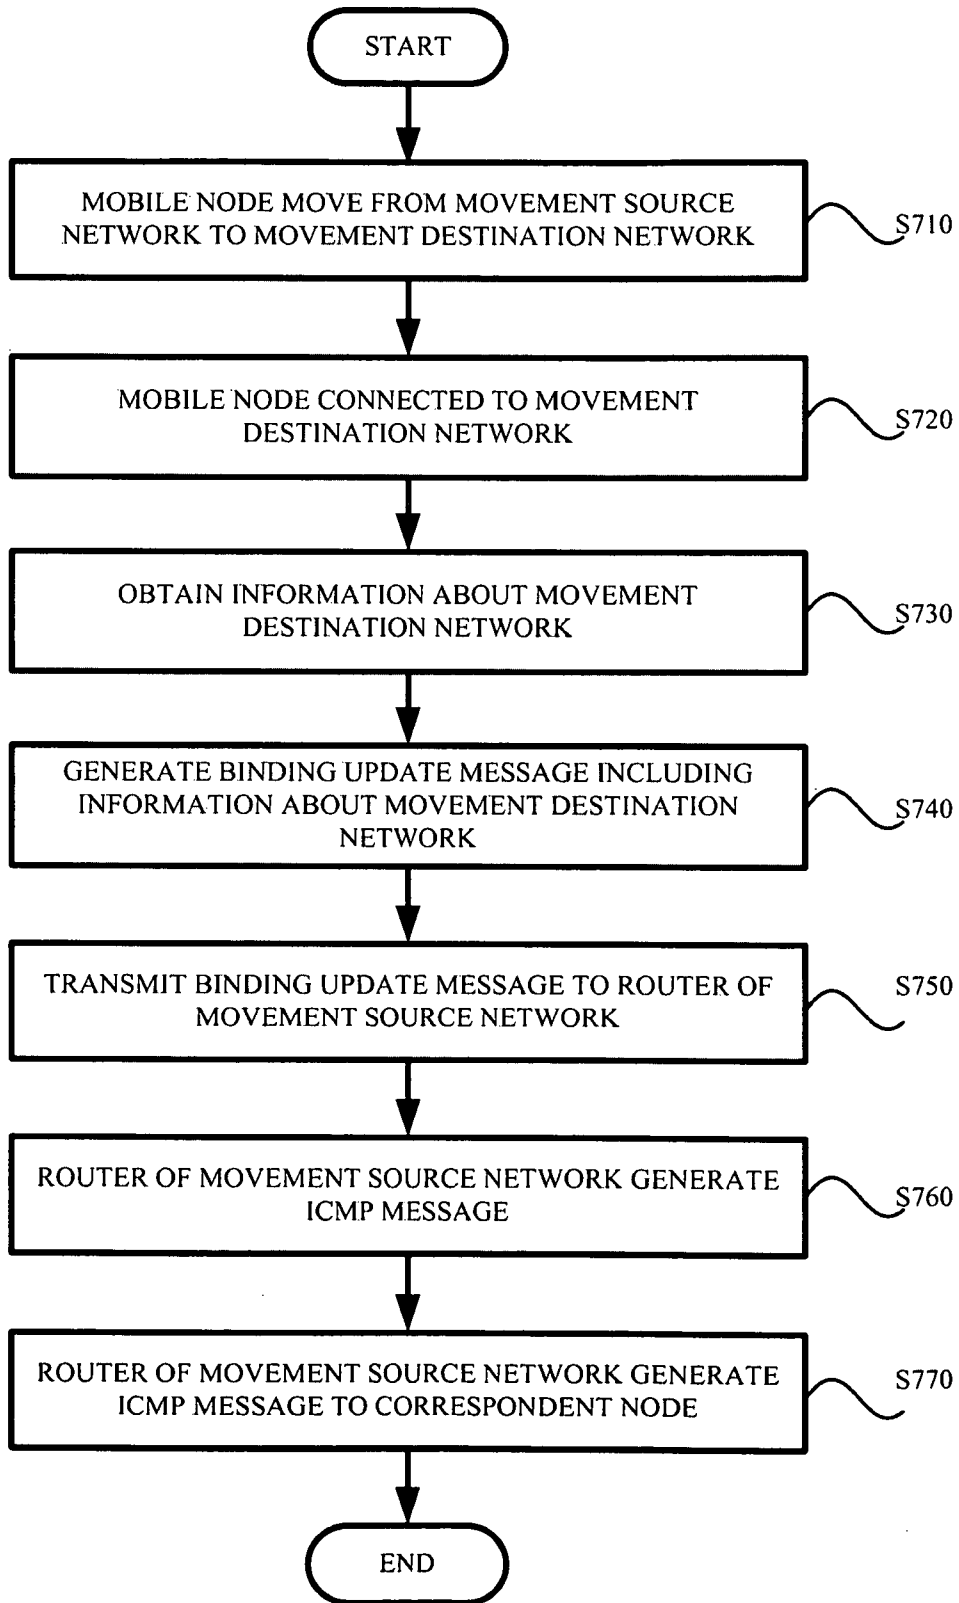 START
MOBILE NODE MOVE FROM MOVEMENT SOURCE
NETWORK TO MOVEMENT DESTINATION NETWORK
S710
MOBILE NODE CONNECTED TO MOVEMENT
DESTINATION NETWORK
S720
OBTAIN INFORMATION ABOUT MOVEMENT
DESTINATION NETWORK
S730
GENERATE BINDING UPDATE MESSAGE INCLUDING
INFORMATION ABOUT MOVEMENT DESTINATION
NETWORK
S740
TRANSMIT BINDING UPDATE MESSAGE TO ROUTER OF
MOVEMENT SOURCE NETWORK
S750
ROUTER OF MOVEMENT SOURCE NETWORK GENERATE
ICMP MESSAGE
S760
ROUTER OF MOVEMENT SOURCE NETWORK GENERATE
ICMP MESSAGE TO CORRESPONDENT NODE
S770
END